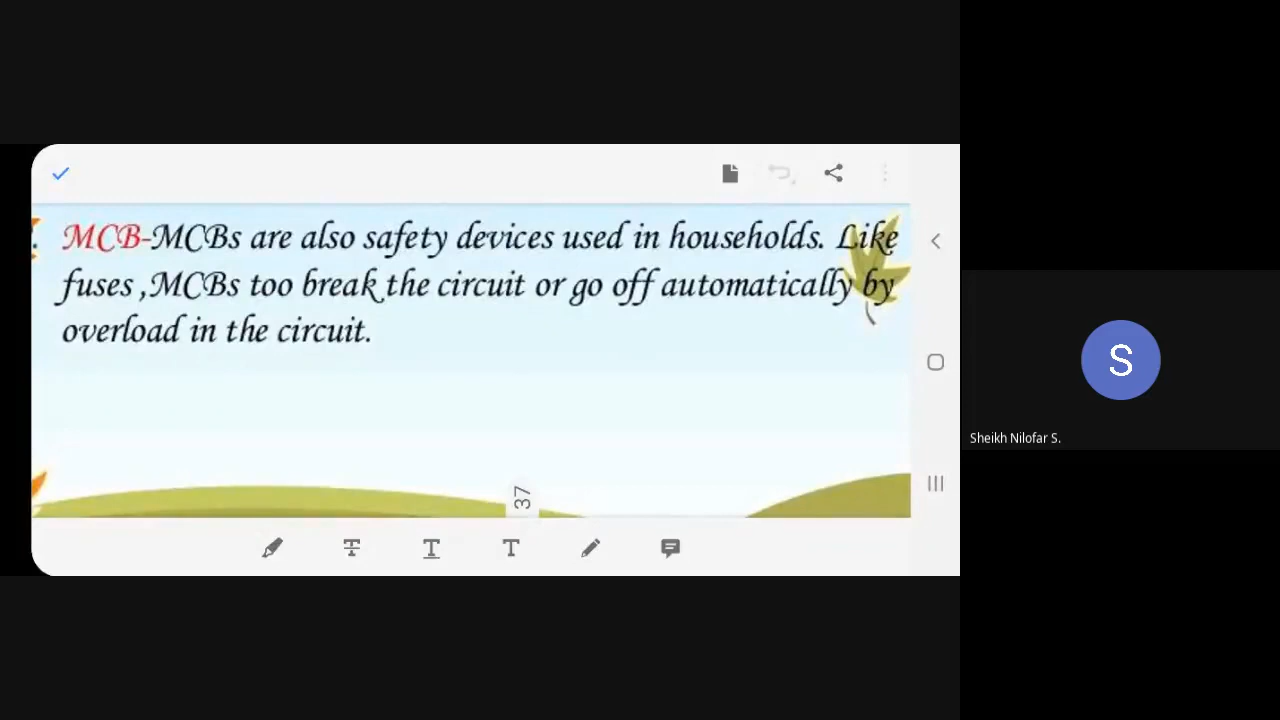 . MCB-MCBs are also safety devices used in households. Like
fuses ,MCBs too break the circuit or go off automatically by
overload in the circuit.
37
T
T
T
S
Sheikh Nilofar S.